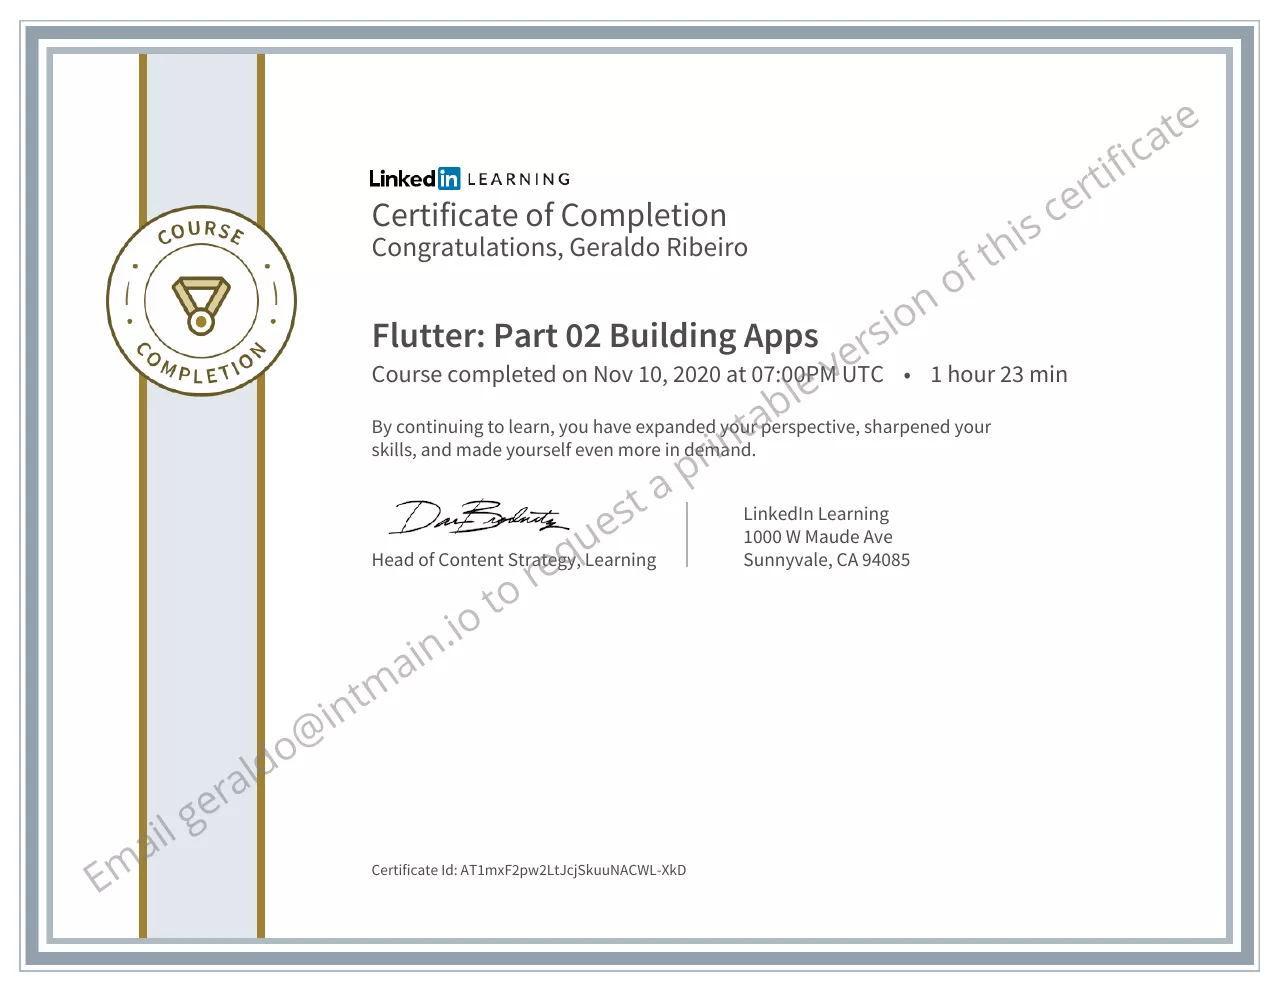 LinkedIn LEARNING
Certificate of Completion
Congratulations, Geraldo Ribeiro
COURSE
COMPLETION
Flutter: Part 02 Building Apps
Course completed on Nov 10, 2020 at 07:00PM UTC • 1 hour 23 min
By continuing to learn, you have expanded your perspective, sharpened your
skills, and made yourself even more in demand.
Dan Brodnitz
Head of Content Strategy, Learning
LinkedIn Learning
1000 W Maude Ave
Sunnyvale, CA 94085
Email geraldo@intmain.io to request a printable version of this certificate
Certificate Id: AT1mxF2pw2LtJcjSkuuNACWL-XkD